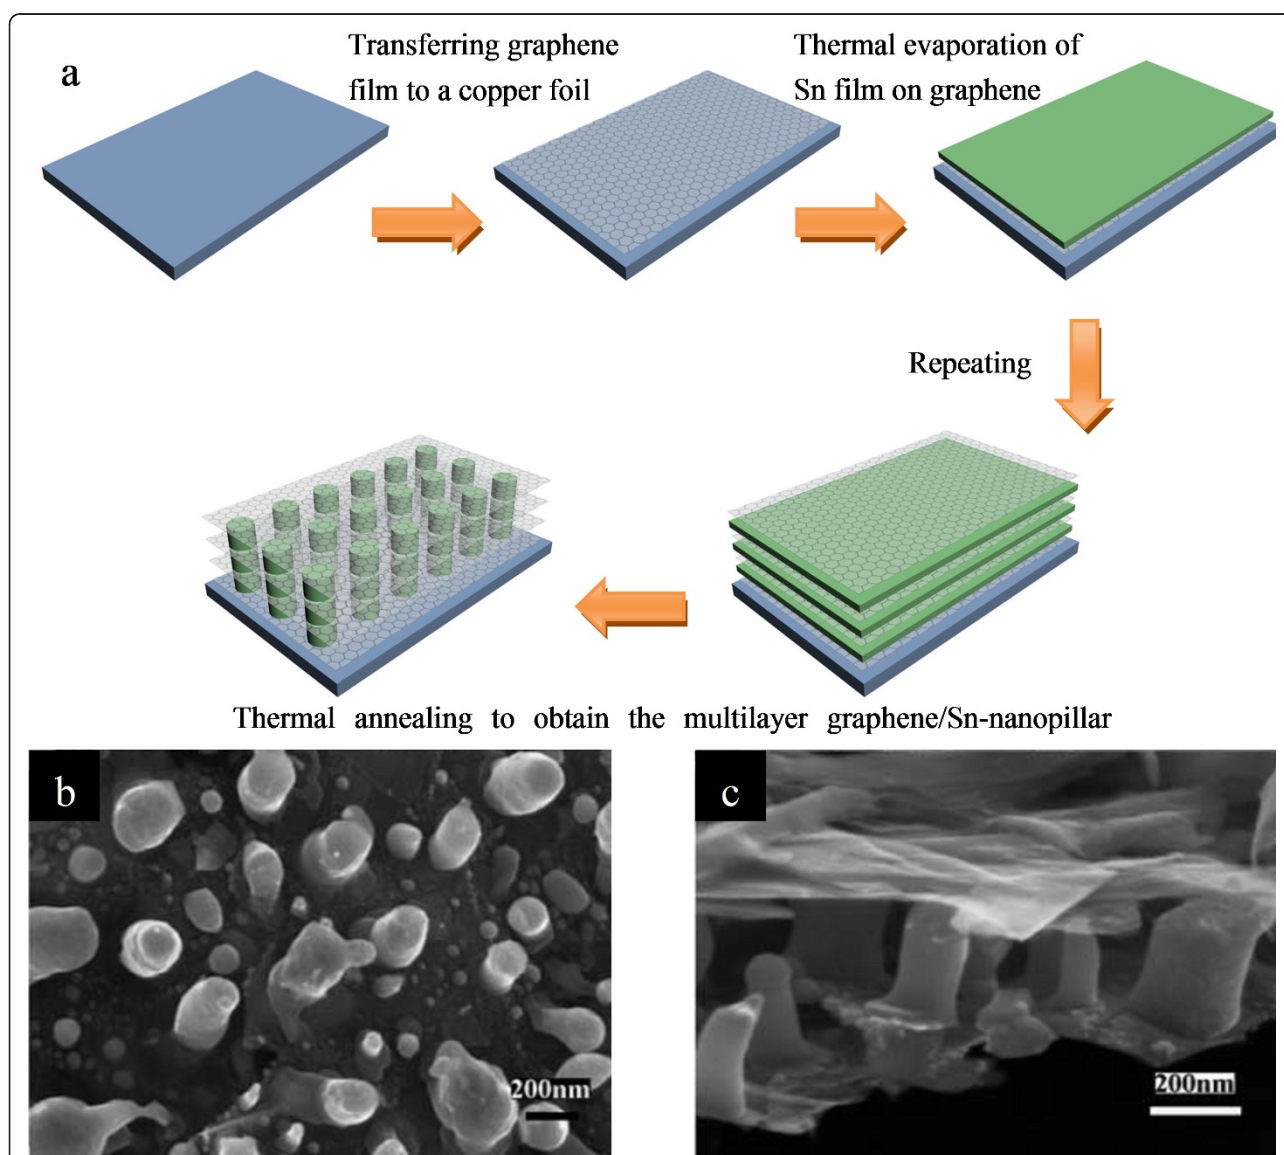 a
Transferring graphene
film to a copper foil
Thermal evaporation of
Sn film on graphene
Repeating
Thermal annealing to obtain the multilayer graphene/Sn-nanopillar
b
200nm
c
200nm